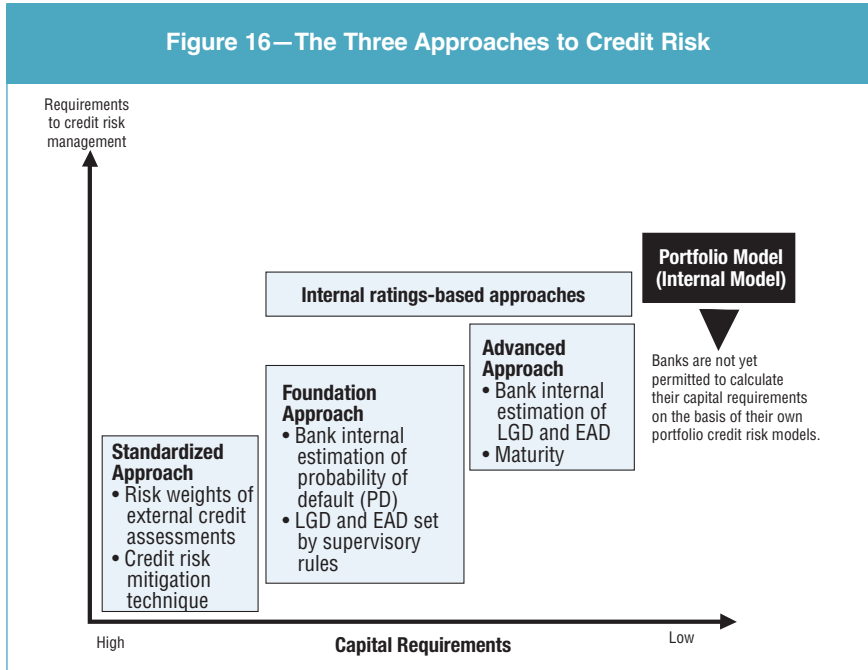 Figure 16—The Three Approaches to Credit Risk
Requirements
to credit risk
management
Portfolio Model
(Internal Model)
Internal ratings-based approaches
Banks are not yet
permitted to calculate
their capital requirements
on the basis of their own
portfolio credit risk models.
Advanced
Approach
• Bank internal
estimation of
LGD and EAD
• Maturity
Foundation
Approach
• Bank internal
estimation of
probability of
default (PD)
• LGD and EAD set
by supervisory
rules
Standardized
Approach
• Risk weights of
external credit
assessments
• Credit risk
mitigation
technique
High
Capital Requirements
Low